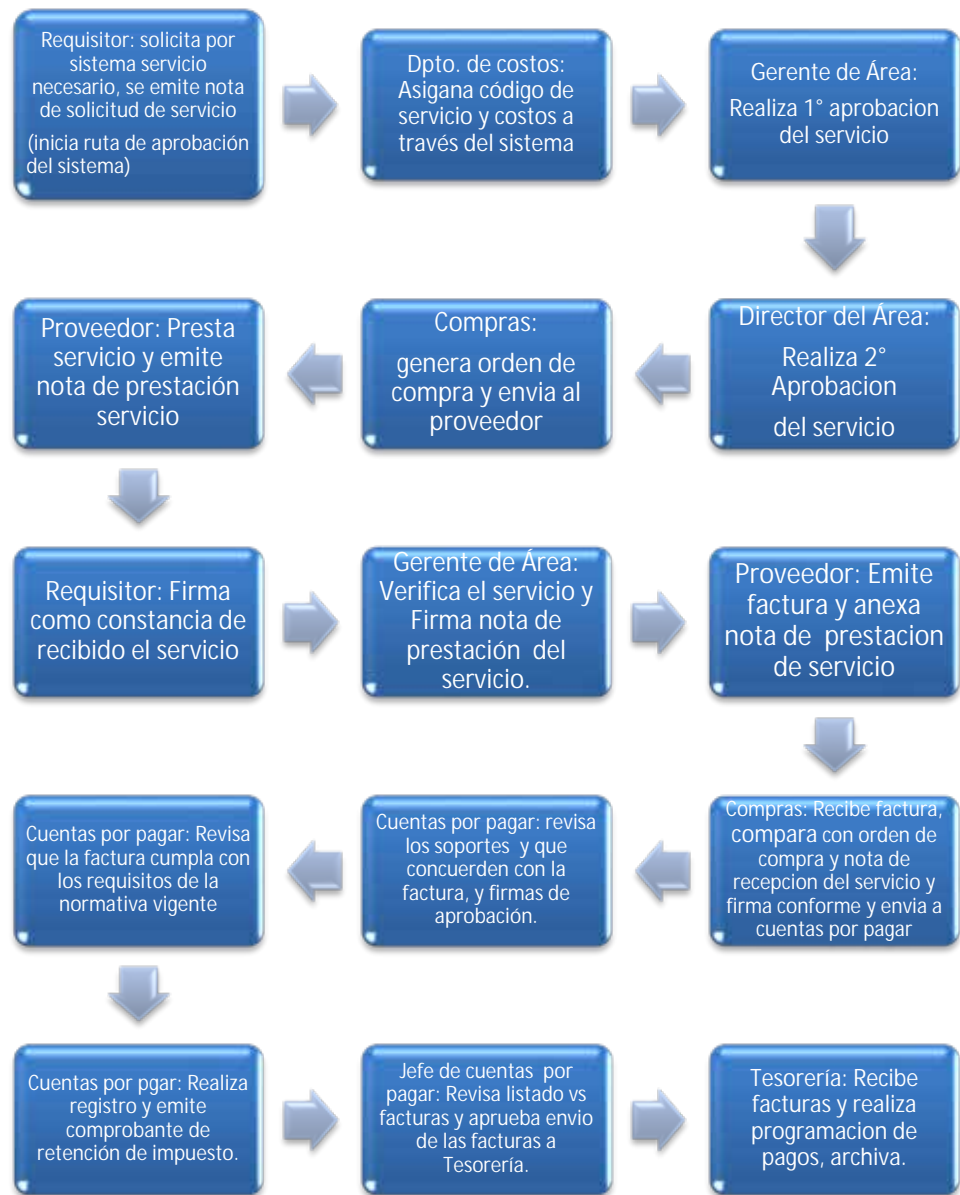 Requisitor: solicita por
sistema servicio
necesario, se emite nota
de solicitud de servicio
(inicia ruta de aprobación
del sistema)
Dpto. de costos:
Asigana código de
servicio y costos a
través del sistema
Gerente de Área:
Realiza 1° aprobacion
del servicio
Director del Área:
Realiza 2°
Aprobacion
del servicio
Compras:
genera orden de
compra y envia al
proveedor
Proveedor: Presta
servicio y emite
nota de prestación
servicio
Requisitor: Firma
como constancia de
recibido el servicio
Gerente de Área:
Verifica el servicio y
Firma nota de
prestación del
servicio.
Proveedor: Emite
factura y anexa
nota de prestacion
de servicio
Compras: Recibe factura,
compara con orden de
compra y nota de
recepcion del servicio y
firma conforme y envia a
cuentas por pagar
Cuentas por pagar: revisa
los soportes y que
concuerden con la
factura, y firmas de
aprobación.
Cuentas por pagar: Revisa
que la factura cumpla con
los requisitos de la
normativa vigente
Cuentas por pgar: Realiza
registro y emite
comprobante de
retención de impuesto.
Jefe de cuentas por
pagar: Revisa listado vs
facturas y aprueba envio
de las facturas a
Tesorería.
Tesorería: Recibe
facturas y realiza
programacion de
pagos, archiva.